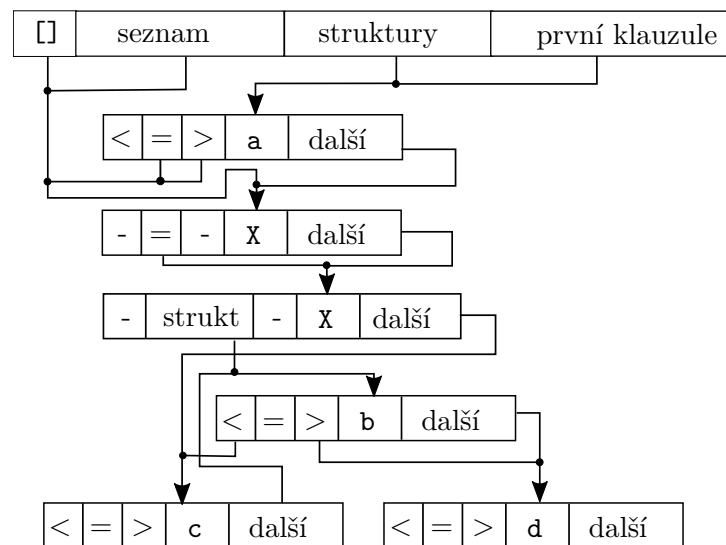 [] seznam struktury první klauzule
< = > a další
- = - X další
- strukt - X další
< = > b další
< = > c další < = > d další